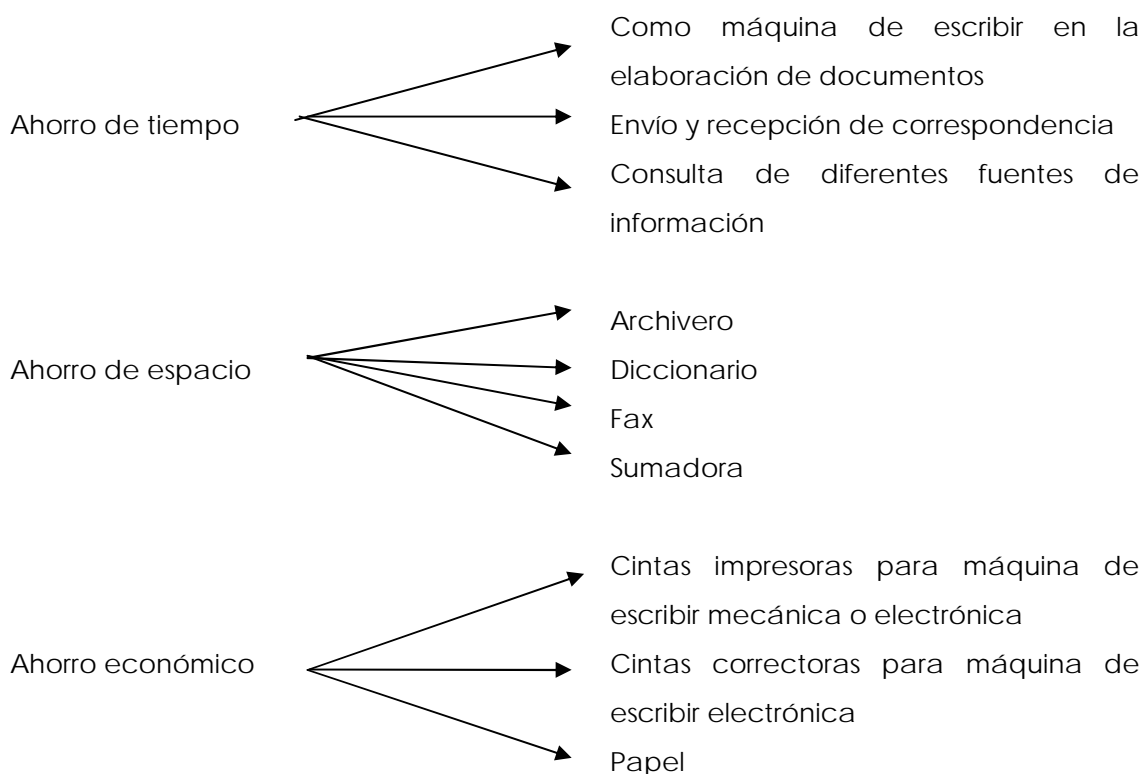 Como máquina de escribir en la
elaboración de documentos
Ahorro de tiempo
Envío y recepción de correspondencia
Consulta de diferentes fuentes de
información
Archivero
Ahorro de espacio
Diccionario
Fax
Sumadora
Cintas impresoras para máquina de
escribir mecánica o electrónica
Ahorro económico
Cintas correctoras para máquina de
escribir electrónica
Papel